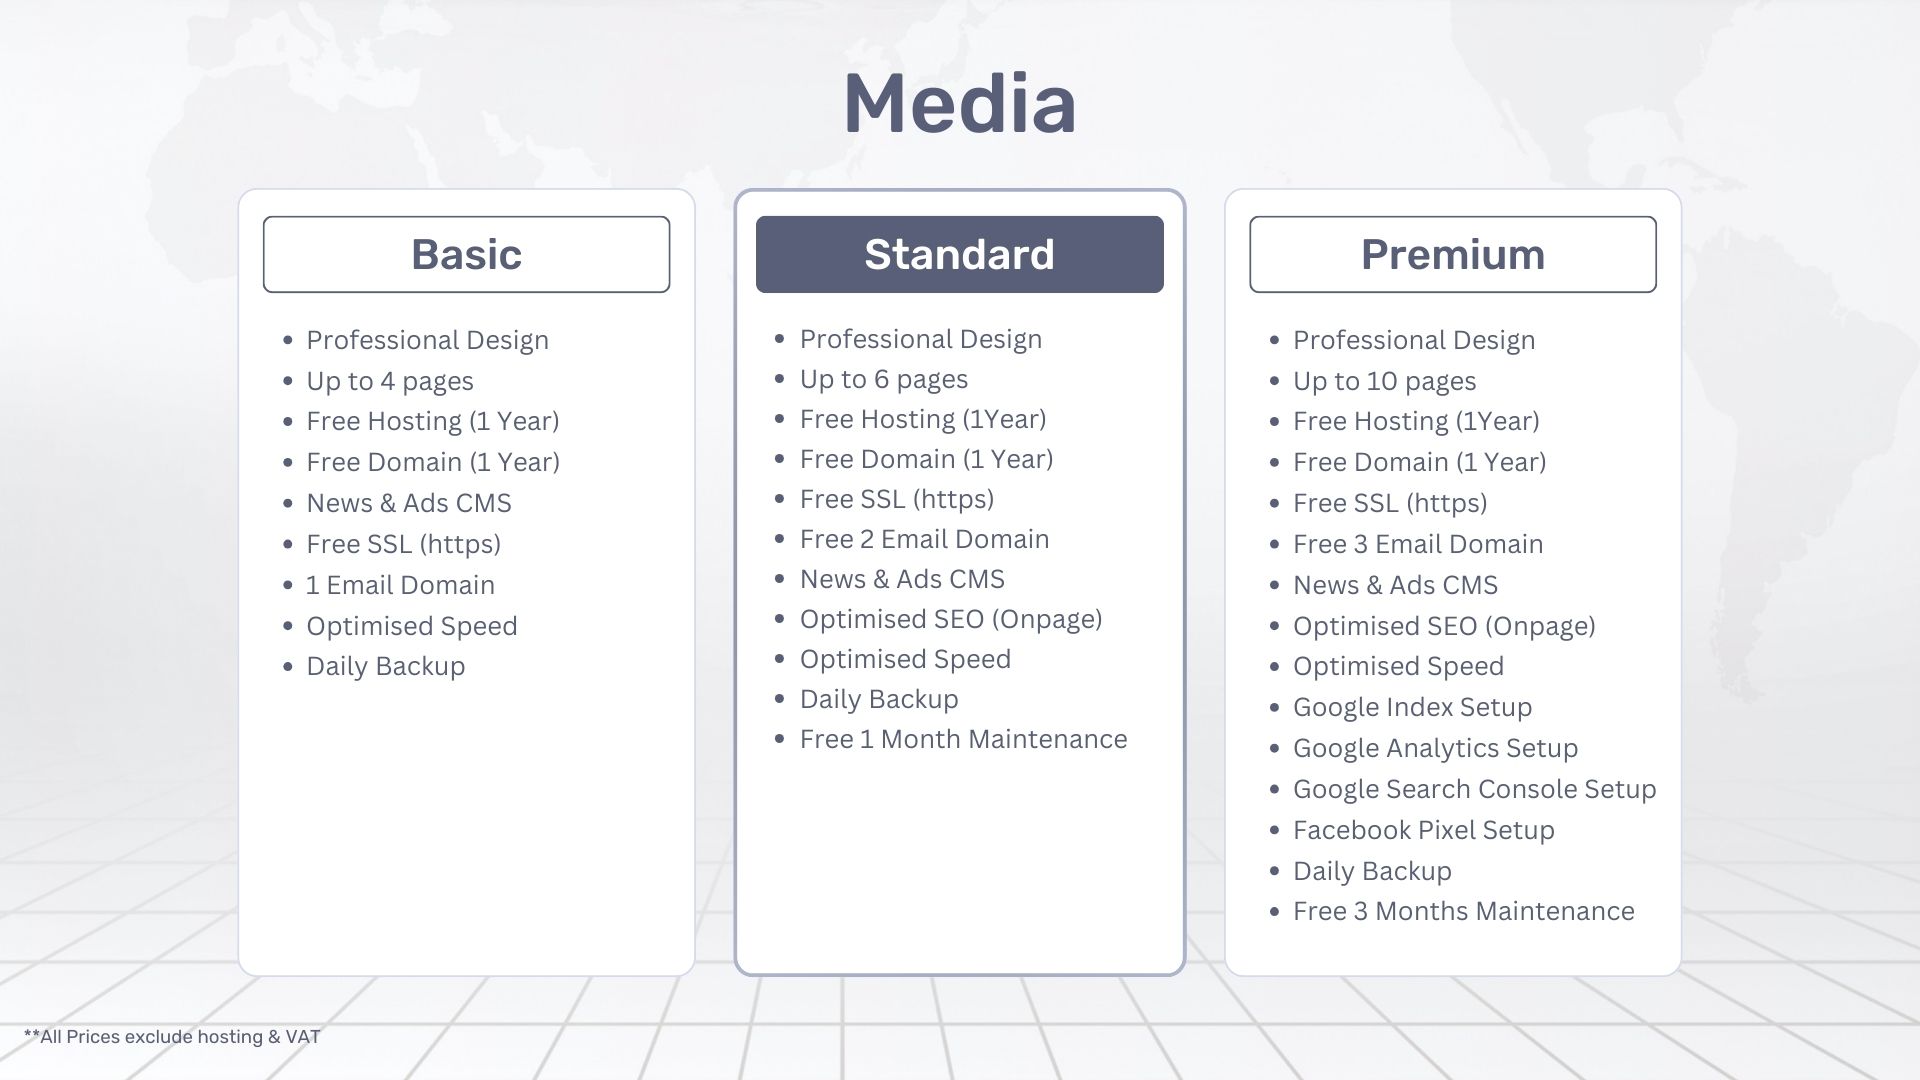 Media
Basic
• Professional Design
• Up to 4 pages
• Free Hosting (1 Year)
• Free Domain (1 Year)
• News & Ads CMS
• Free SSL (https)
• 1 Email Domain
• Optimised Speed
• Daily Backup
Standard
• Professional Design
• Up to 6 pages
• Free Hosting (1Year)
• Free Domain (1 Year)
• Free SSL (https)
• Free 2 Email Domain
• News & Ads CMS
• Optimised SEO (Onpage)
• Optimised Speed
• Daily Backup
• Free 1 Month Maintenance
Premium
• Professional Design
• Up to 10 pages
• Free Hosting (1Year)
• Free Domain (1 Year)
• Free SSL (https)
• Free 3 Email Domain
• News & Ads CMS
• Optimised SEO (Onpage)
• Optimised Speed
• Google Index Setup
• Google Analytics Setup
• Google Search Console Setup
• Facebook Pixel Setup
• Daily Backup
• Free 3 Months Maintenance
**All Prices exclude hosting & VAT